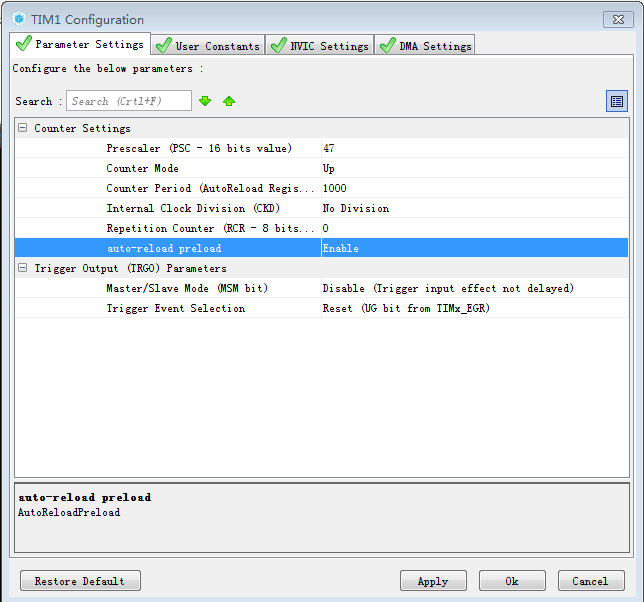 TIM1 Configuration
Parameter Settings User Constants NVIC Settings DMA Settings
Configure the below parameters :
Search : Search (Crtl+F)
Counter Settings
Prescaler (PSC - 16 bits value) 47
Counter Mode Up
Counter Period (AutoReload Regis... 1000
Internal Clock Division (CKD) No Division
Repetition Counter (RCR - 8 bits... 0
auto-reload preload Enable
Trigger Output (TRGO) Parameters
Master/Slave Mode (MSM bit) Disable (Trigger input effect not delayed)
Trigger Event Selection Reset (UG bit from TIMx_EGR)
auto-reload preload
AutoReloadPreload
Restore Default Apply Ok Cancel